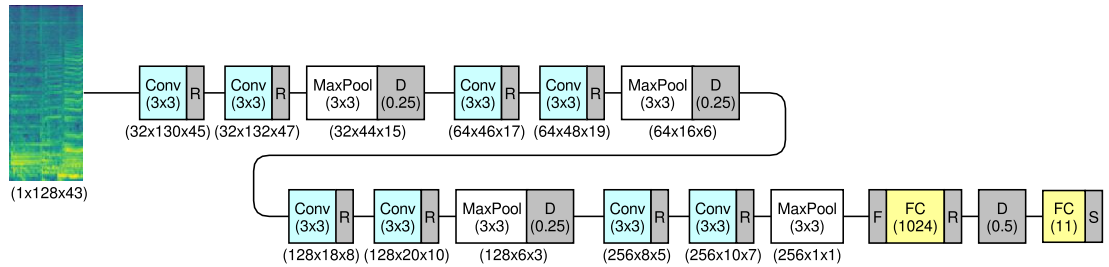 (1x128x43)
Conv
(3x3)
R
(32x130x45)
Conv
(3x3)
R
(32x132x47)
MaxPool
(3x3)
D
(0.25)
(32x44x15)
Conv
(3x3)
R
(64x46x17)
Conv
(3x3)
R
(64x48x19)
MaxPool
(3x3)
D
(0.25)
(64x16x6)
Conv
(3x3)
R
(128x18x8)
Conv
(3x3)
R
(128x20x10)
MaxPool
(3x3)
D
(0.25)
(128x6x3)
Conv
(3x3)
R
(256x8x5)
Conv
(3x3)
R
(256x10x7)
MaxPool
(3x3)
(256x1x1)
F
FC
(1024)
R
D
(0.5)
FC
(11)
S